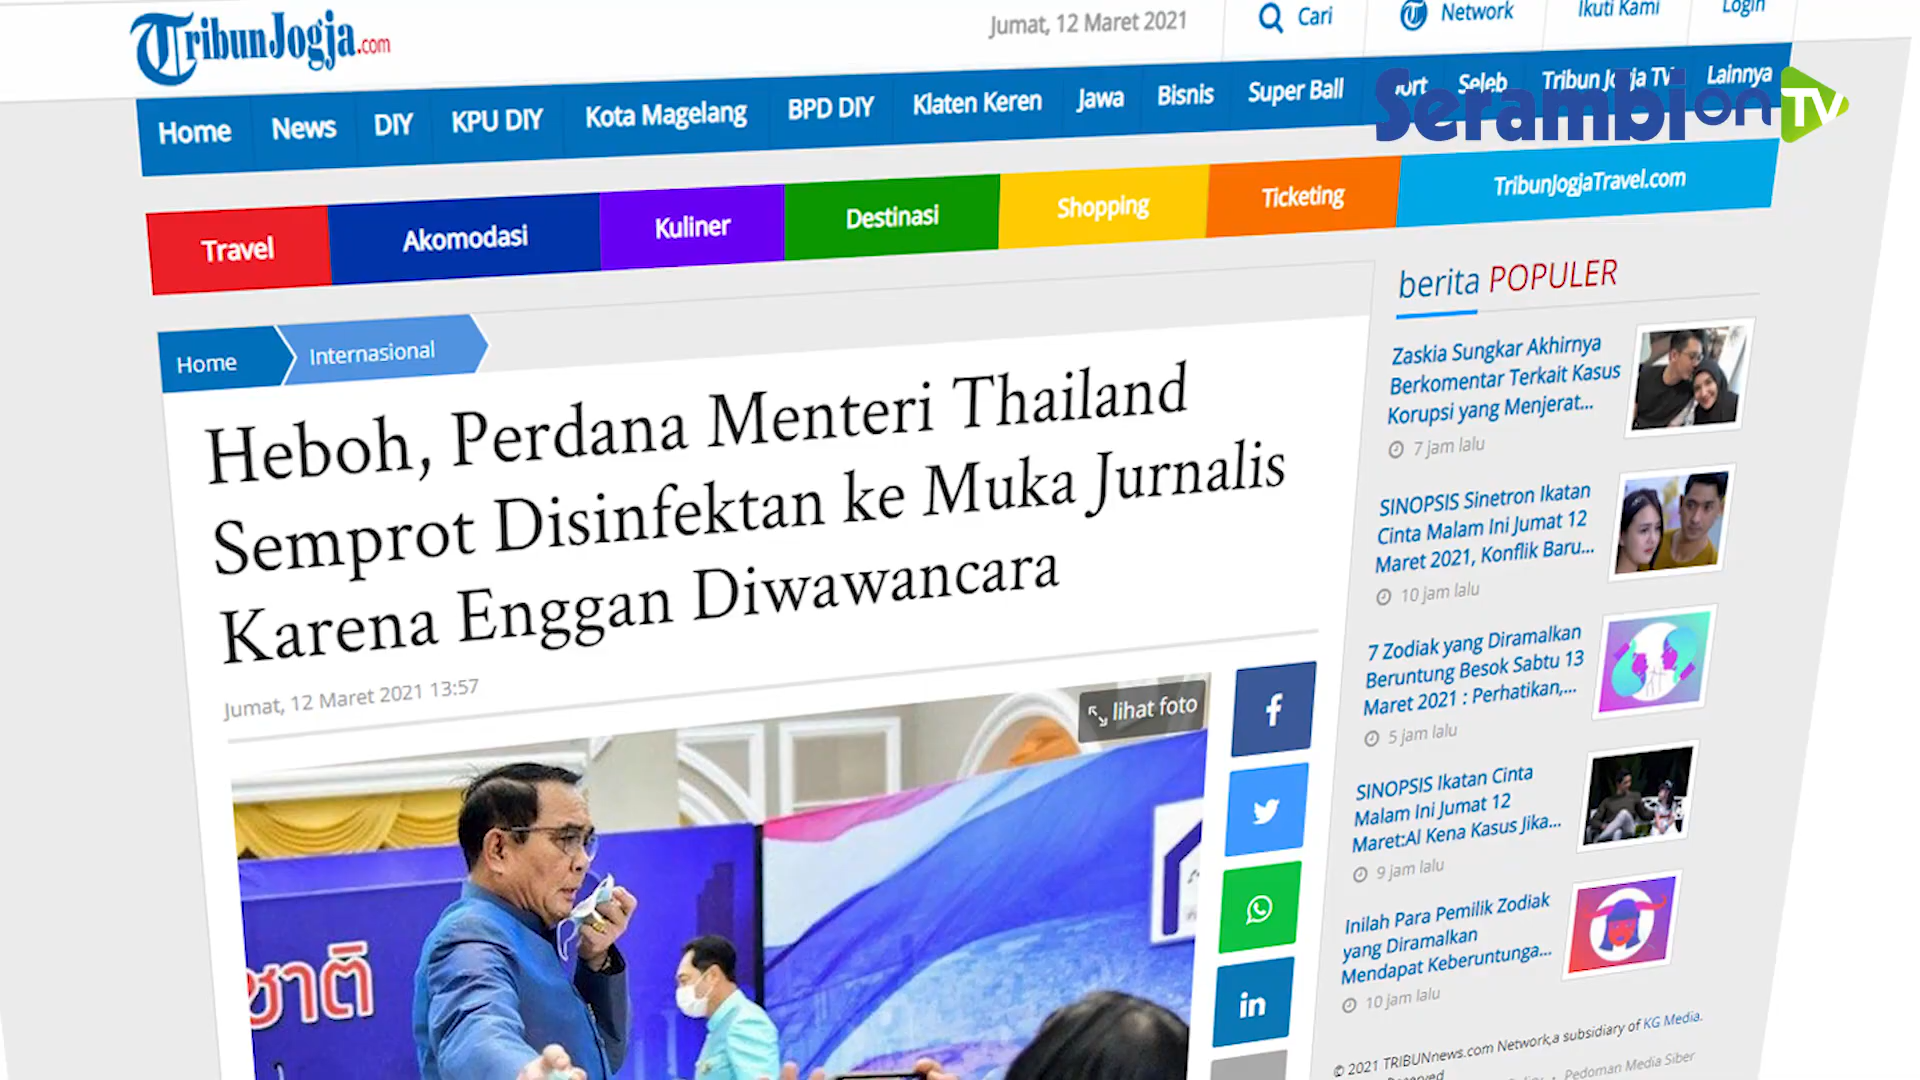 TribunJogja.com
Jumat, 12 Maret 2021
Cari
Network
Ikuti Kami
Login
Home
News
DIY
KPU DIY
Kota Magelang
BPD DIY
Klaten Keren
Jawa
Bisnis
Super Ball
Seleb
Tribun Jogja TV
Lainnya
Serambi on TV
Travel
Akomodasi
Kuliner
Destinasi
Shopping
Ticketing
TribunJogjaTravel.com
Home
Internasional
Heboh, Perdana Menteri Thailand
Semprot Disinfektan ke Muka Jurnalis
Karena Enggan Diwawancara
Jumat, 12 Maret 2021 13:57
lihat foto
ชาติ
berita POPULER
Zaskia Sungkar Akhirnya
Berkomentar Terkait Kasus
Korupsi yang Menjerat...
7 jam lalu
SINOPSIS Sinetron Ikatan
Cinta Malam Ini Jumat 12
Maret 2021, Konflik Baru...
10 jam lalu
7 Zodiak yang Diramalkan
Beruntung Besok Sabtu 13
Maret 2021 : Perhatikan,...
5 jam lalu
SINOPSIS Ikatan Cinta
Malam Ini Jumat 12
Maret:Al Kena Kasus Jika...
9 jam lalu
Inilah Para Pemilik Zodiak
yang Diramalkan
Mendapat Keberuntunga...
10 jam lalu
© 2021 TRIBUNnews.com Network,a subsidiary of KG Media.
Pedoman Media Siber